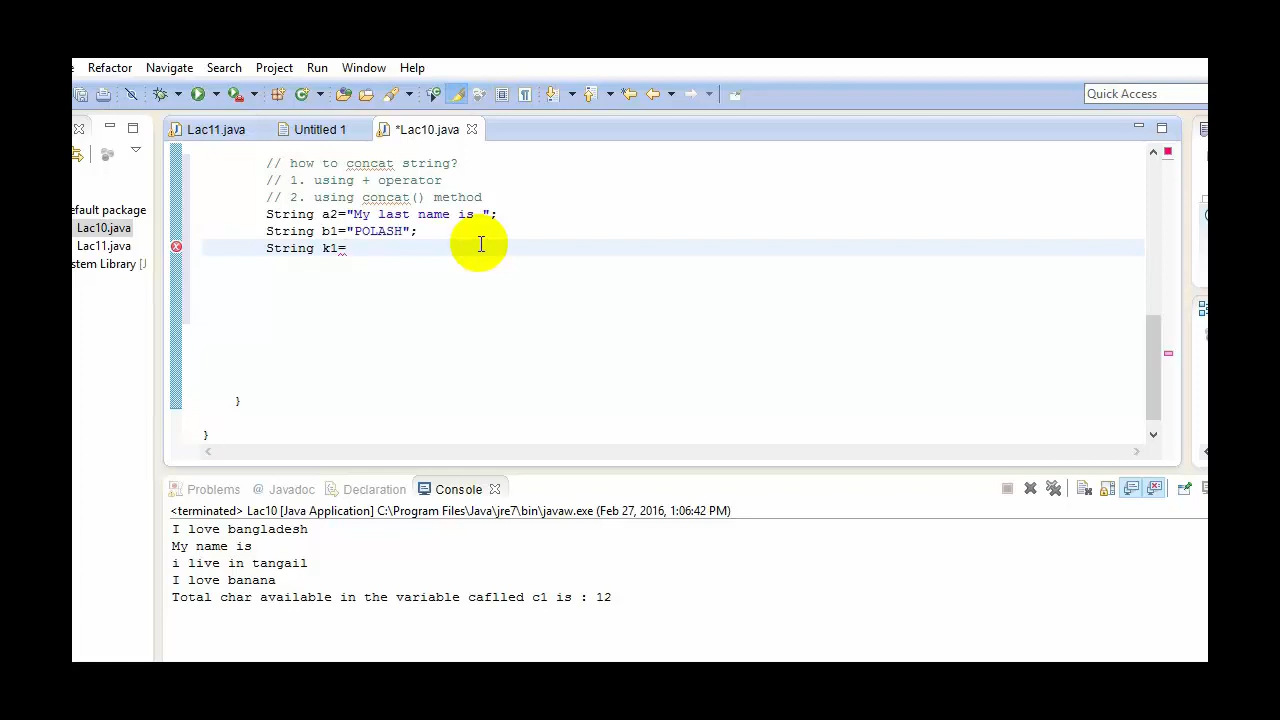 e Refactor Navigate Search Project Run Window Help
Quick Access
Lac11.java Untitled 1 *Lac10.java
// how to concat string?
// 1. using + operator
// 2. using concat() method
String a2="My last name is ";
String b1="POLASH";
String k1=
}
}
efault package
Lac10.java
Lac11.java
stem Library [J
Problems @ Javadoc Declaration Console
<terminated> Lac10 [Java Application] C:\Program Files\Java\jre7\bin\javaw.exe (Feb 27, 2016, 1:06:42 PM)
I love bangladesh
My name is
i live in tangail
I love banana
Total char available in the variable caflled c1 is : 12